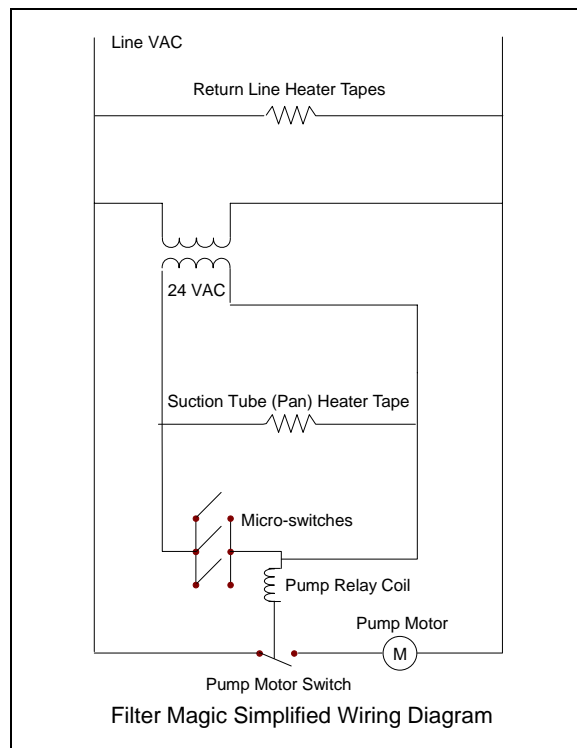 Line VAC
Return Line Heater Tapes
24 VAC
Suction Tube (Pan) Heater Tape
Micro-switches
Pump Relay Coil
Pump Motor
M
Pump Motor Switch
Filter Magic Simplified Wiring Diagram